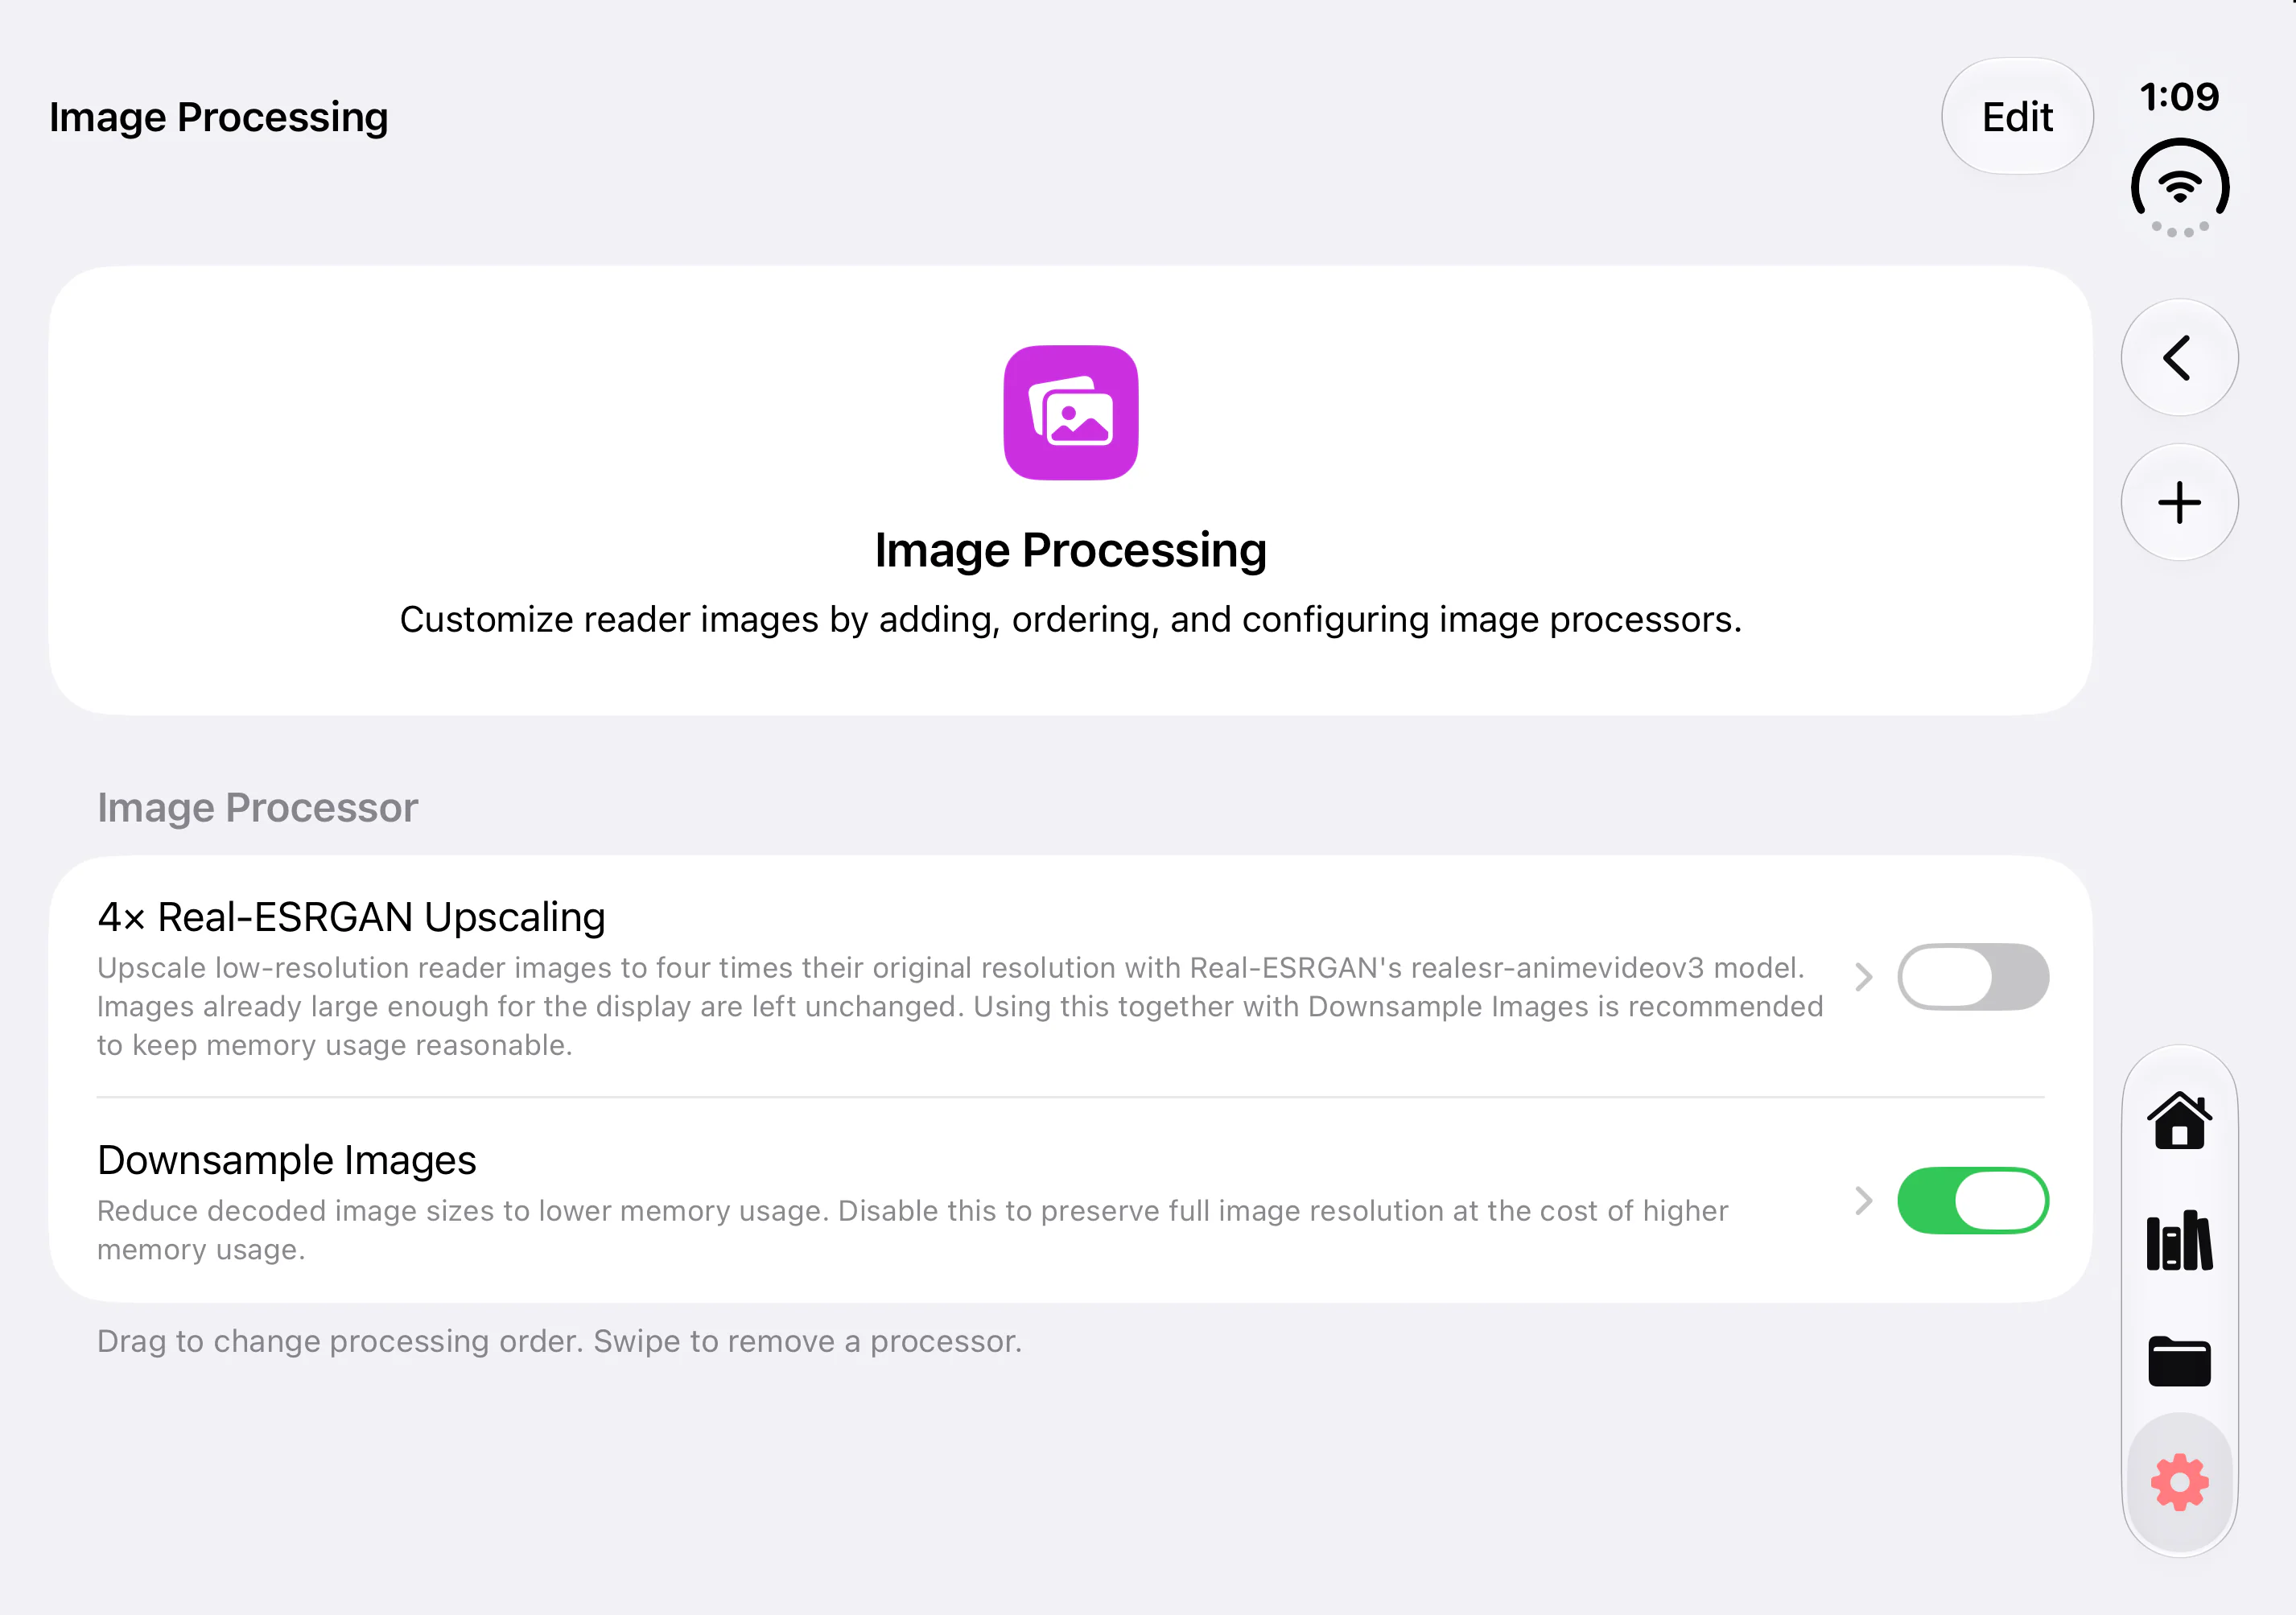 Image Processing
Edit
1:09
Image Processing
Customize reader images by adding, ordering, and configuring image processors.
Image Processor
4× Real-ESRGAN Upscaling
Upscale low-resolution reader images to four times their original resolution with Real-ESRGAN's realesr-animevideov3 model.
Images already large enough for the display are left unchanged. Using this together with Downsample Images is recommended
to keep memory usage reasonable.
Downsample Images
Reduce decoded image sizes to lower memory usage. Disable this to preserve full image resolution at the cost of higher
memory usage.
Drag to change processing order. Swipe to remove a processor.